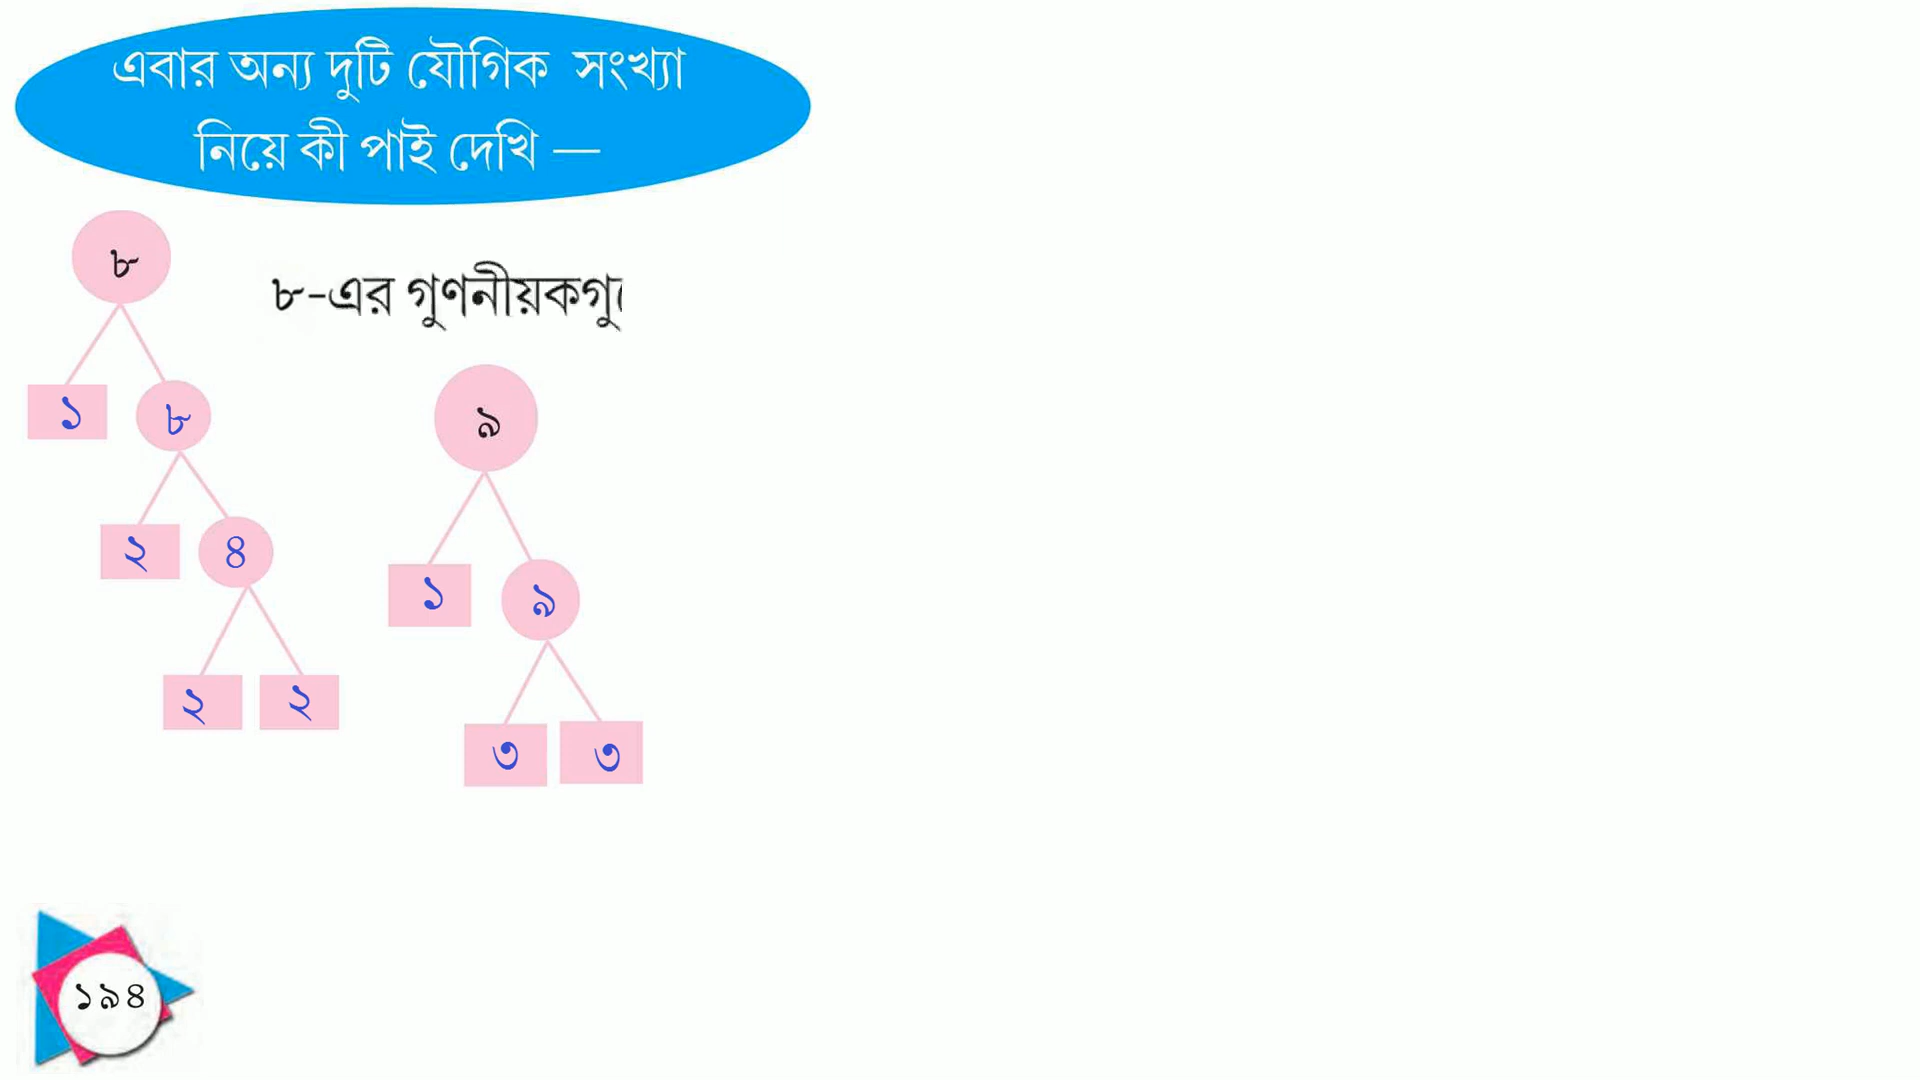 এবার অন্য দুটি যৌগিক সংখ্যা
নিয়ে কী পাই দেখি —
৮
৮-এর গুণনীয়কগু
১ ৮
৯
২ ৪
১ ৯
২ ২
৩ ৩
১৯৪